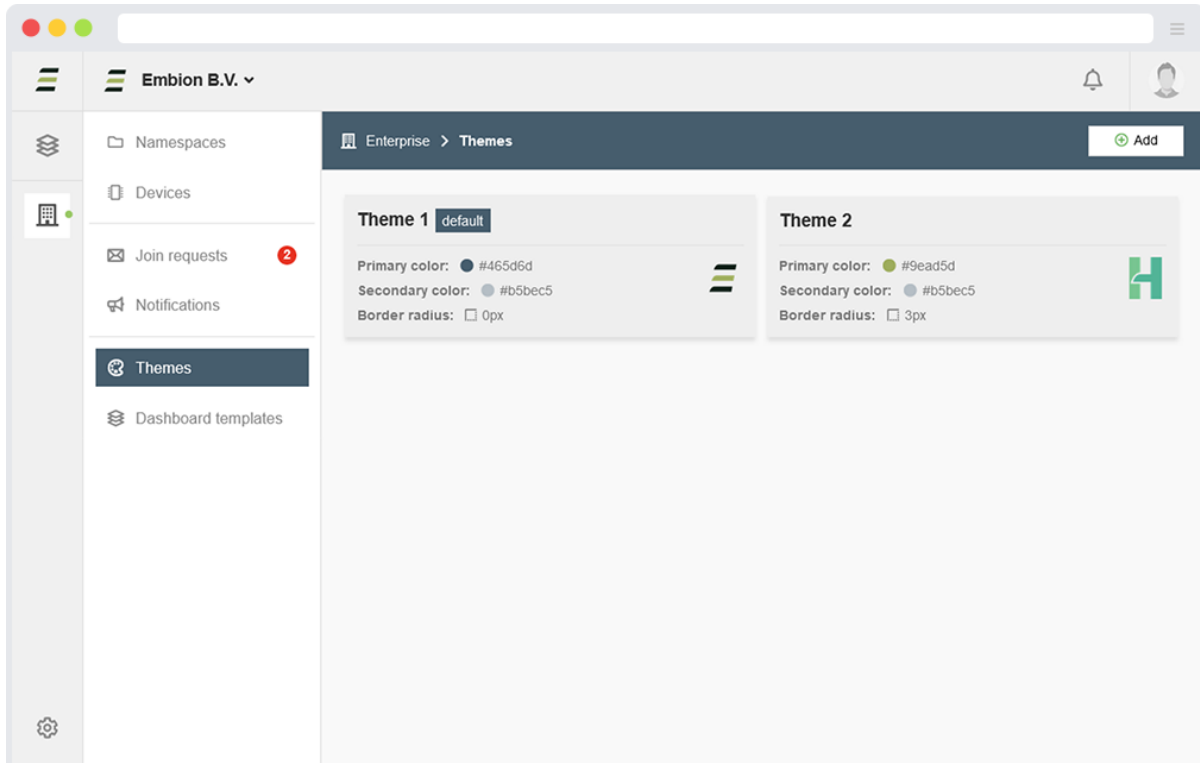 Embion B.V.
Namespaces
Devices
Join requests 2
Notifications
Themes
Dashboard templates
Enterprise > Themes
Add
Theme 1 default
Primary color: #465d6d
Secondary color: #b5bec5
Border radius: 0px
Theme 2
Primary color: #9ead5d
Secondary color: #b5bec5
Border radius: 3px